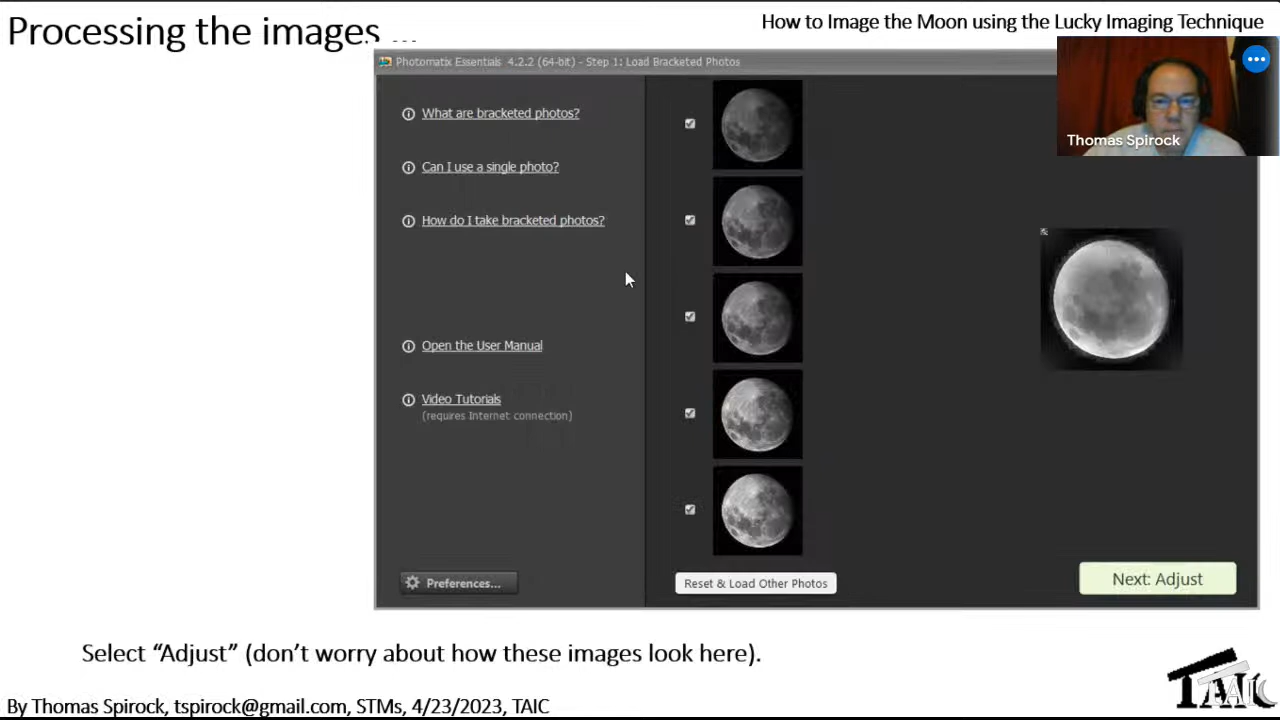 Processing the images ...
How to Image the Moon using the Lucky Imaging Technique
Photomatix Essentials 4.2.2 (64-bit) - Step 1: Load Bracketed Photos
What are bracketed photos?
Can I use a single photo?
How do I take bracketed photos?
Open the User Manual
Video Tutorials
(requires Internet connection)
Preferences...
Reset & Load Other Photos
Next: Adjust
Thomas Spirock
Select “Adjust” (don’t worry about how these images look here).
By Thomas Spirock, tspirock@gmail.com, STMs, 4/23/2023, TAIC
TAIC